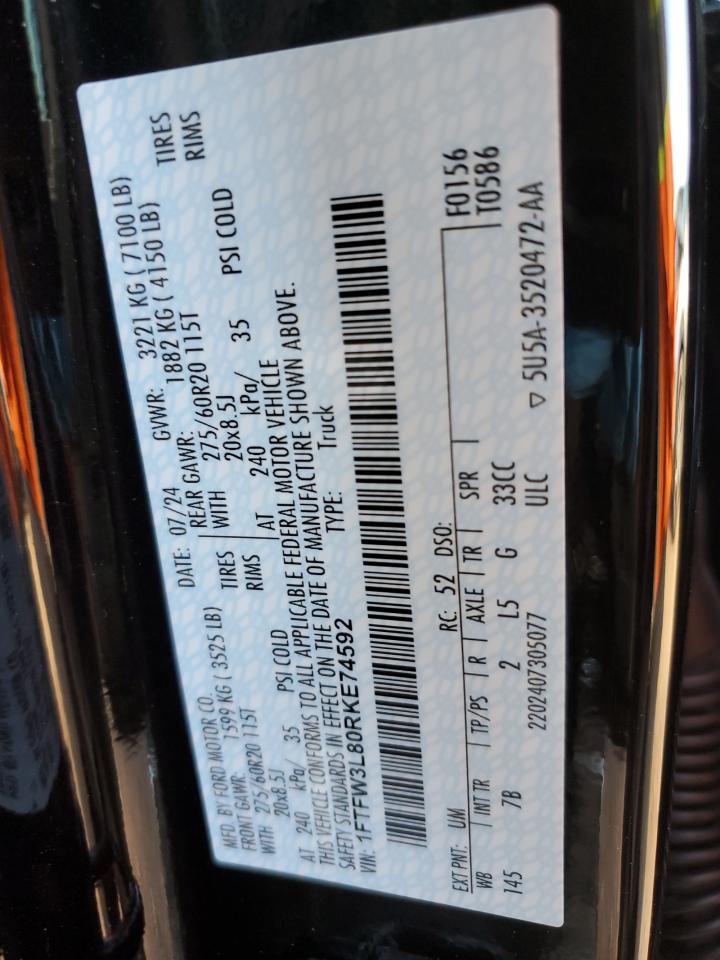 MFD. BY FORD MOTOR CO. DATE: 07/24 GVWR: 3221 KG ( 7100 LB)
FRONT GAWR: 1599 KG ( 3525 LB) REAR GAWR: 1882 KG ( 4150 LB)
WITH 275/60R20 115T TIRES WITH 275/60R20 115T TIRES
20x8.5J RIMS 20x8.5J RIMS
AT 240 kPa/ 35 PSI COLD AT 240 kPa/ 35 PSI COLD
THIS VEHICLE CONFORMS TO ALL APPLICABLE FEDERAL MOTOR VEHICLE
SAFETY STANDARDS IN EFFECT ON THE DATE OF MANUFACTURE SHOWN ABOVE.
VIN: 1FTFW3L80RKE74592 TYPE: Truck
EXT PNT: UM RC: 52 DSO: F0156
WB INT TR TP/PS R AXLE TR SPR T0586
145 7B 2 L5 G 33CC
2202407305077 ULC ▽ 5U5A-3520472-AA